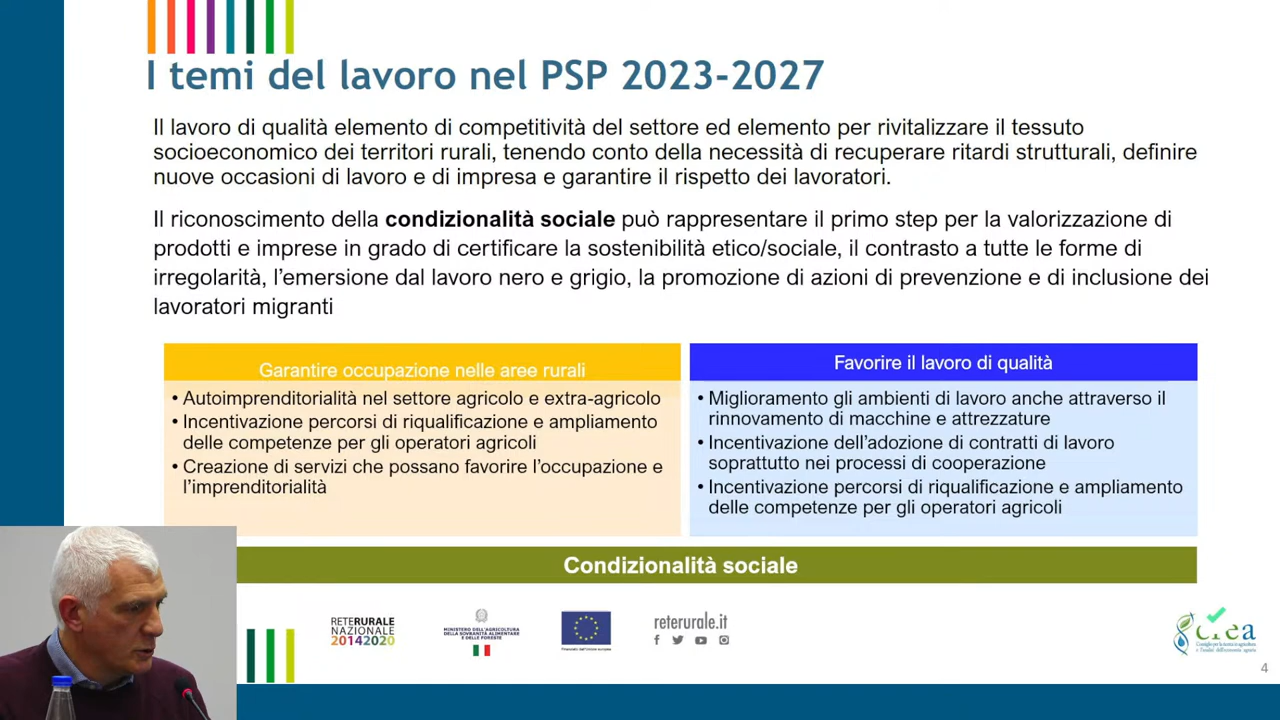 I temi del lavoro nel PSP 2023-2027
Il lavoro di qualità elemento di competitività del settore ed elemento per rivitalizzare il tessuto
socioeconomico dei territori rurali, tenendo conto della necessità di recuperare ritardi strutturali, definire
nuove occasioni di lavoro e di impresa e garantire il rispetto dei lavoratori.
Il riconoscimento della condizionalità sociale può rappresentare il primo step per la valorizzazione di
prodotti e imprese in grado di certificare la sostenibilità etico/sociale, il contrasto a tutte le forme di
irregolarità, l'emersione dal lavoro nero e grigio, la promozione di azioni di prevenzione e di inclusione dei
lavoratori migranti
Garantire occupazione nelle aree rurali
• Autoimprenditorialità nel settore agricolo e extra-agricolo
• Incentivazione percorsi di riqualificazione e ampliamento
delle competenze per gli operatori agricoli
• Creazione di servizi che possano favorire l'occupazione e
l'imprenditorialità
Favorire il lavoro di qualità
• Miglioramento gli ambienti di lavoro anche attraverso il
rinnovamento di macchine e attrezzature
• Incentivazione dell'adozione di contratti di lavoro
soprattutto nei processi di cooperazione
• Incentivazione percorsi di riqualificazione e ampliamento
delle competenze per gli operatori agricoli
Condizionalità sociale
RETERURALE
NAZIONALE
20142020
MINISTERO DELL'AGRICOLTURA
DELLA SOVRANITÀ ALIMENTARE
E DELLE FORESTE
Finanziato dall'Unione europea
reterurale.it
crea
4